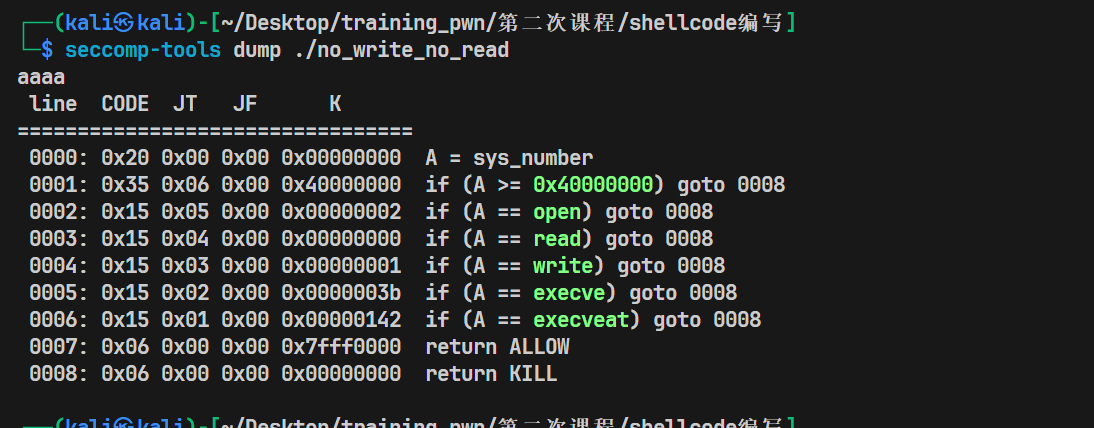 ┌──(kali㉿kali)-[~/Desktop/training_pwn/第二次课程/shellcode编写]
└─$ seccomp-tools dump ./no_write_no_read
aaaa
 line  CODE  JT   JF      K
=================================
 0000: 0x20 0x00 0x00 0x00000000  A = sys_number
 0001: 0x35 0x06 0x00 0x40000000  if (A >= 0x40000000) goto 0008
 0002: 0x15 0x05 0x00 0x00000002  if (A == open) goto 0008
 0003: 0x15 0x04 0x00 0x00000000  if (A == read) goto 0008
 0004: 0x15 0x03 0x00 0x00000001  if (A == write) goto 0008
 0005: 0x15 0x02 0x00 0x0000003b  if (A == execve) goto 0008
 0006: 0x15 0x01 0x00 0x00000142  if (A == execveat) goto 0008
 0007: 0x06 0x00 0x00 0x7fff0000  return ALLOW
 0008: 0x06 0x00 0x00 0x00000000  return KILL
┌──(kali㉿kali)-[~/Desktop/training_pwn/第二次课程/shellcode编写]